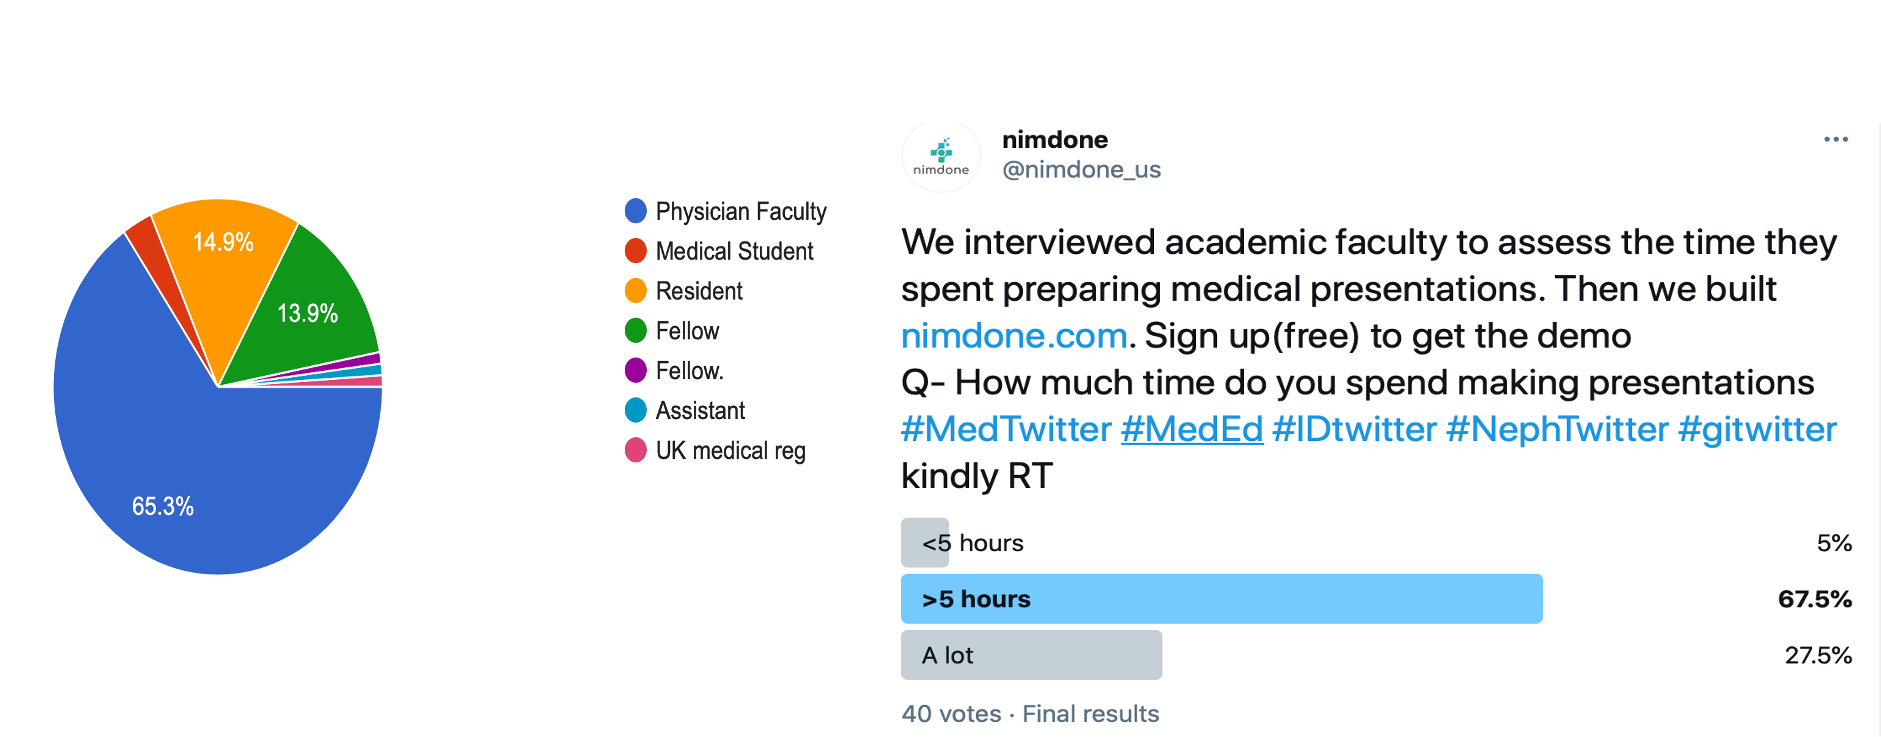 14.9%
13.9%
65.3%
Physician Faculty
Medical Student
Resident
Fellow
Fellow.
Assistant
UK medical reg
nimdone
nimdone
@nimdone_us
We interviewed academic faculty to assess the time they
spent preparing medical presentations. Then we built
nimdone.com. Sign up(free) to get the demo
Q- How much time do you spend making presentations
#MedTwitter #MedEd #IDtwitter #NephTwitter #gitwitter
kindly RT
<5 hours 5%
>5 hours 67.5%
A lot 27.5%
40 votes · Final results